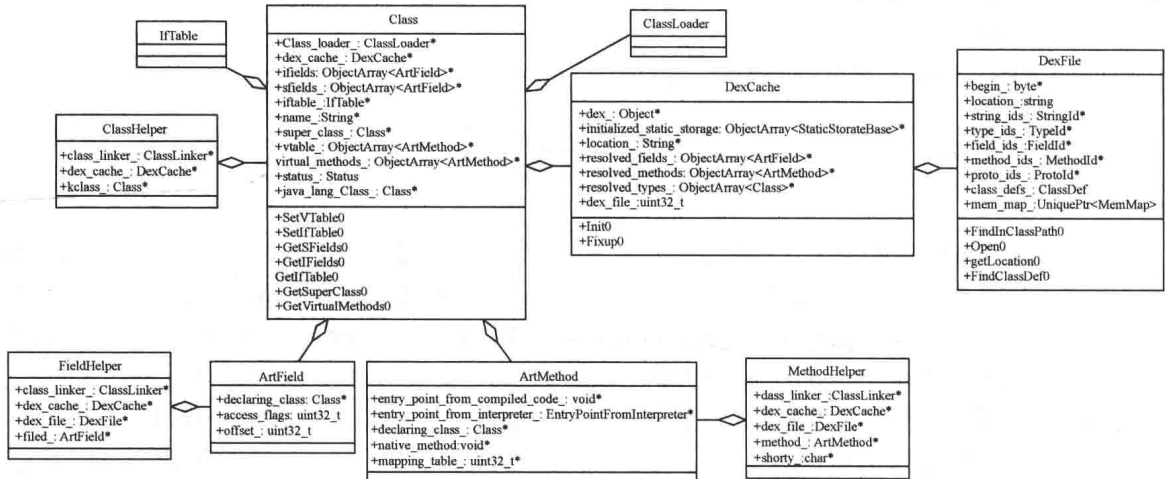 IfTable
Class
+Class_loader_: ClassLoader*
+dex_cache_: DexCache*
+ifields: ObjectArray<ArtField>*
+sfields_: ObjectArray<ArtField>*
+iftable_:IfTable*
+name_:String*
+super_class_: Class*
+vtable_: ObjectArray<ArtMethod>*
virtual_methods_: ObjectArray<ArtMethod>*
+status_: Status
+java_lang_Class_: Class*
+SetVTable0
+SetIfTable0
+GetSFields0
+GetIFields0
GetIfTable0
+GetSuperClass0
+GetVirtualMethods0
ClassLoader
ClassHelper
+class_linker_: ClassLinker*
+dex_cache_: DexCache*
+kclass_: Class*
DexCache
+dex_: Object*
+initialized_static_storage: ObjectArray<StaticStorateBase>*
+location_: String*
+resolved_fields_: ObjectArray<ArtField>*
+resolved_methods: ObjectArray<ArtMethod>*
+resolved_types_: ObjectArray<Class>*
+dex_file_:uint32_t
+Init0
+Fixup0
DexFile
+begin_: byte*
+location_:string
+string_ids_: StringId*
+type_ids_: TypeId*
+field_ids_:FieldId*
+method_ids_: MethodId*
+proto_ids_: ProtoId*
+class_defs_: ClassDef
+mem_map_:UniquePtr<MemMap>
+FindInClassPath0
+Open0
+getLocation0
+FindClassDef0
FieldHelper
+class_linker_: ClassLinker*
+dex_cache_: DexCache*
+dex_file_: DexFile*
+filed_: ArtField*
ArtField
+declaring_class: Class*
+access_flags: uint32_t
+offset_: uint32_t
ArtMethod
+entry_point_from_compiled_code_: void*
+entry_point_from_interpreter_: EntryPointFromInterpreter*
+declaring_class_: Class*
+native_method:void*
+mapping_table_: uint32_t*
MethodHelper
+dass_linker_:ClassLinker*
+dex_cache_: DexCache*
+dex_file_:DexFile*
+method_: ArtMethod*
+shorty_:char*